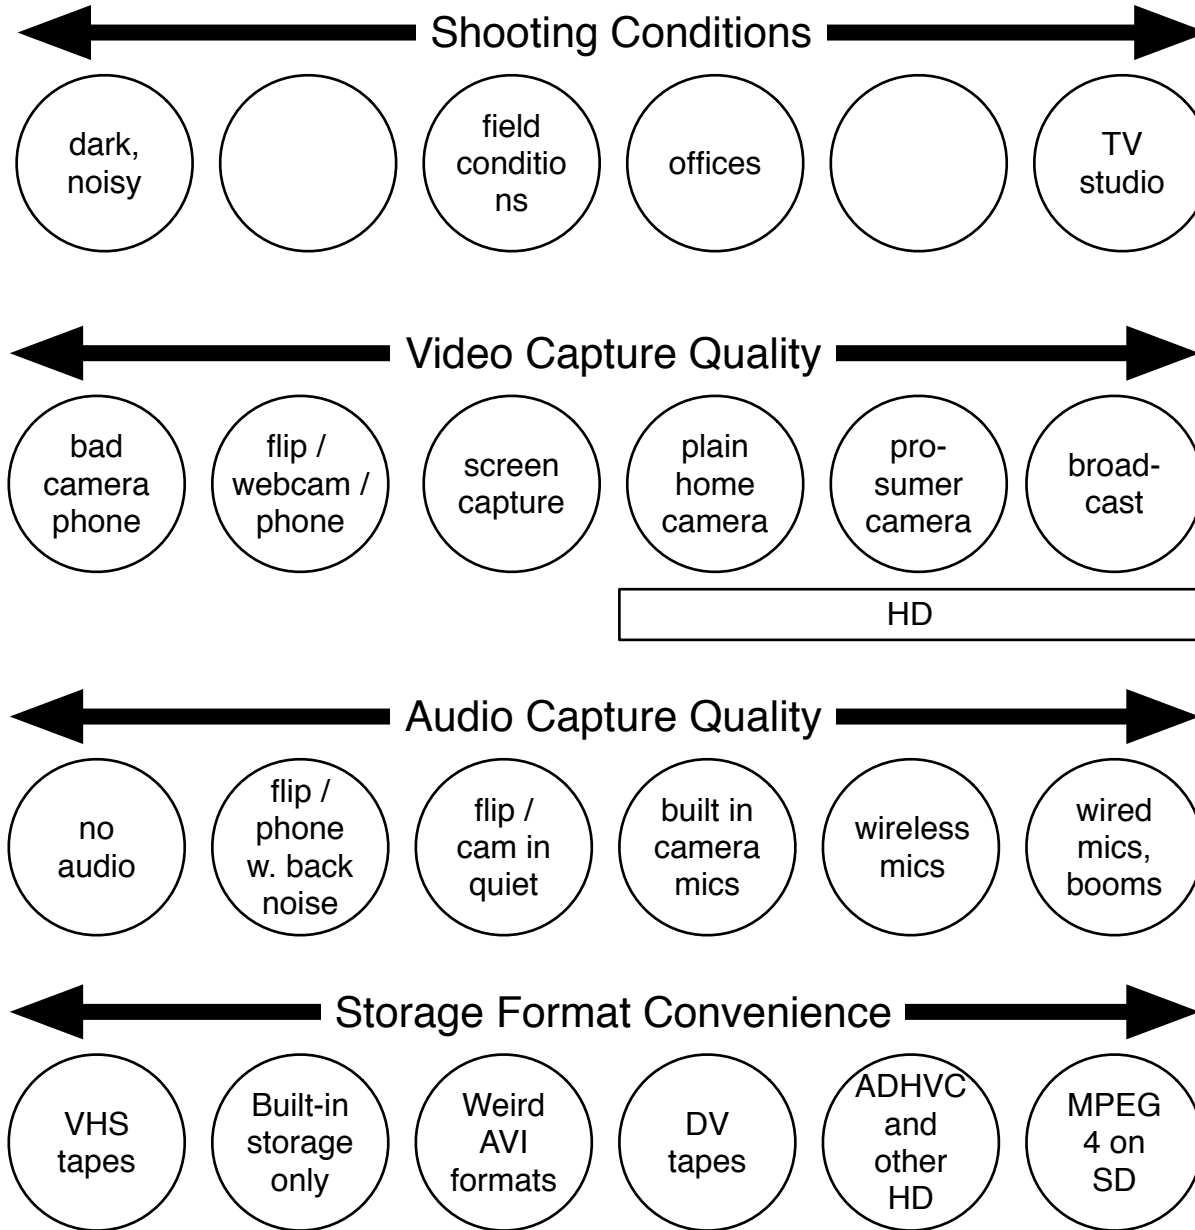 Shooting Conditions
dark,
noisy
field
conditio
ns
offices
TV
studio
Video Capture Quality
bad
camera
phone
flip /
webcam /
phone
screen
capture
plain
home
camera
pro-
sumer
camera
broad-
cast
HD
Audio Capture Quality
no
audio
flip /
phone
w. back
noise
flip /
cam in
quiet
built in
camera
mics
wireless
mics
wired
mics,
booms
Storage Format Convenience
VHS
tapes
Built-in
storage
only
Weird
AVI
formats
DV
tapes
ADHVC
and
other
HD
MPEG
4 on
SD